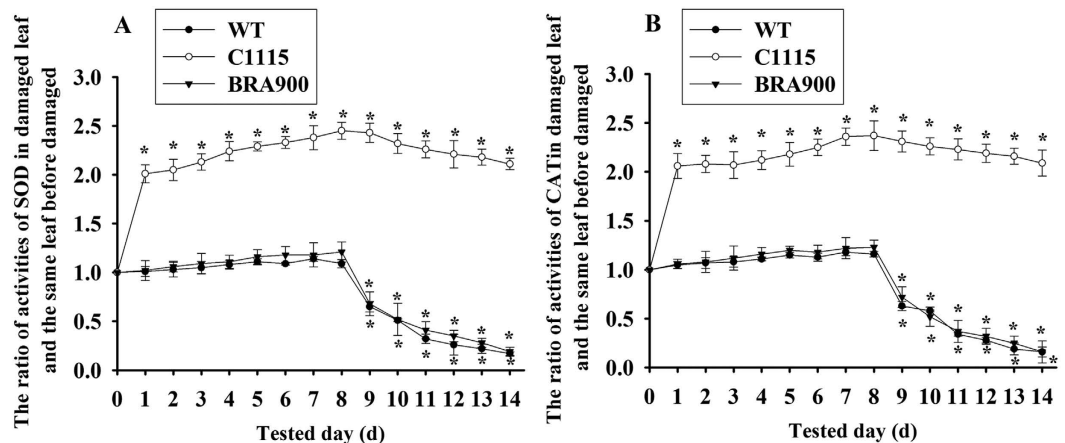 A
WT
C1115
BRA900
The ratio of activities of SOD in damaged leaf
and the same leaf before damaged
3.0
2.5
2.0
1.5
1.0
0.5
0.0
* * * * * * * * * * * * * *
* * * * * *
* * * * * *
0 1 2 3 4 5 6 7 8 9 10 11 12 13 14
Tested day (d)
B
WT
C1115
BRA900
The ratio of activities of CATin damaged leaf
and the same leaf before damaged
3.0
2.5
2.0
1.5
1.0
0.5
0.0
* * * * * * * * * * * * * *
* * * * * *
* * * * * *
0 1 2 3 4 5 6 7 8 9 10 11 12 13 14
Tested day (d)